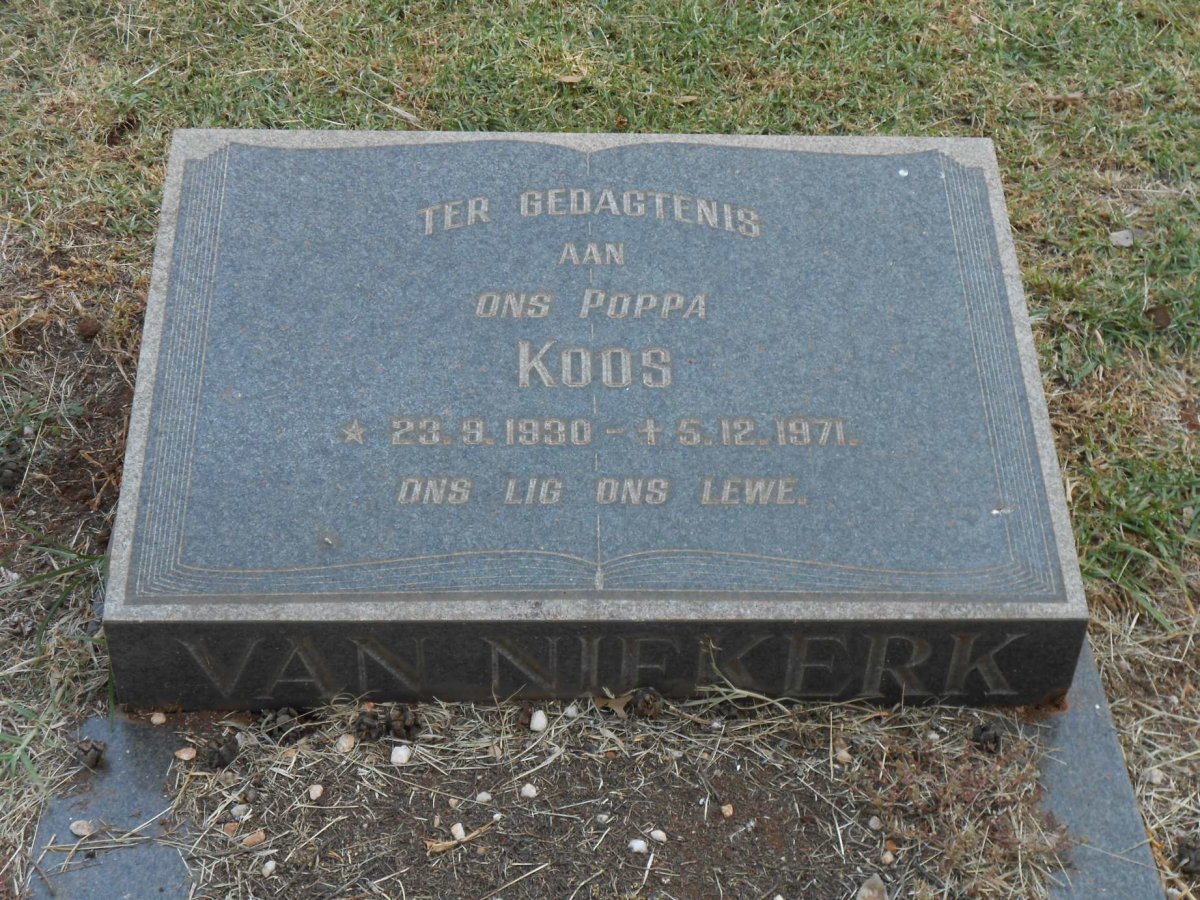 TER GEDAGTENIS
AAN
ONS POPPA
KOOS
★ 23.9.1930 - ✝ 5.12.1971.
ONS LIG ONS LEWE.
VAN NIEKERK